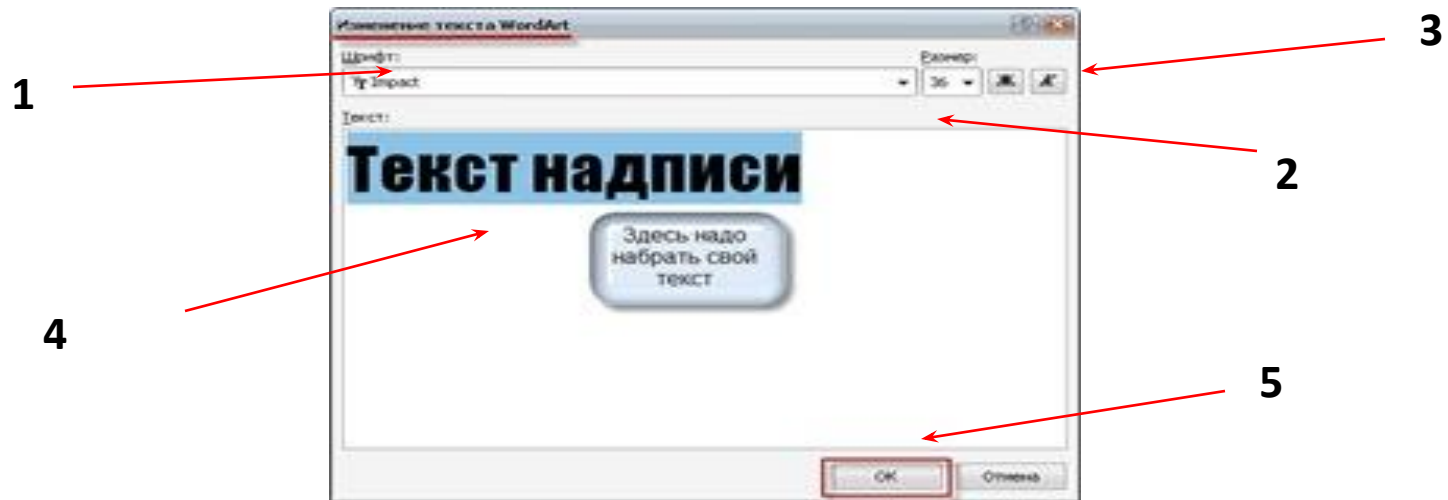 Изменение текста WordArt
Шрифт:
Размер:
3
1
Tr Impact
36
Ж
К
Текст:
2
Текст надписи
Здесь надо
набрать свой
текст
4
5
ОК
Отмена